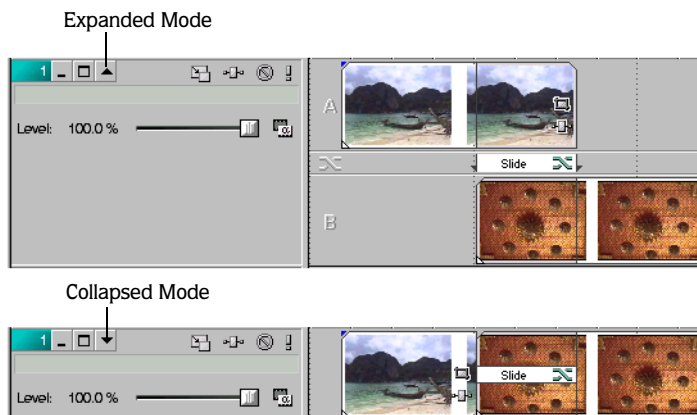 Expanded Mode
1
A
Level: 100.0 %
Slide
B
Collapsed Mode
1
Slide
Level: 100.0 %